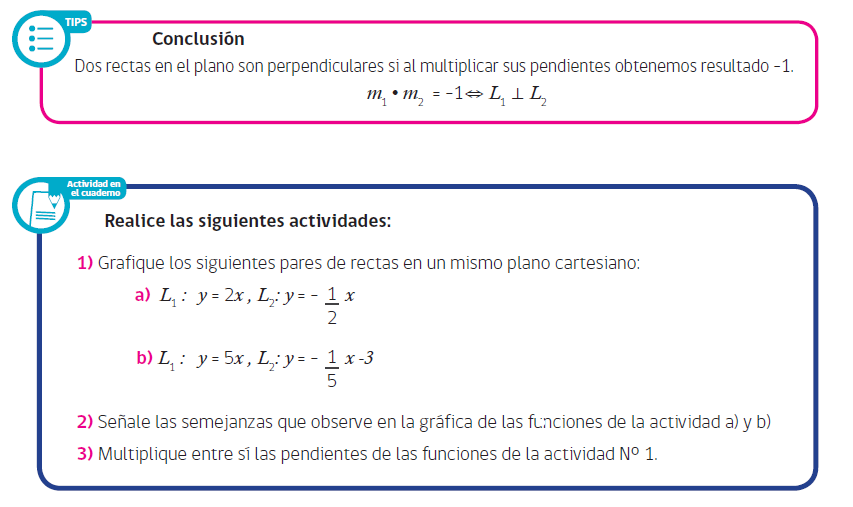 TIPS
Conclusión
Dos rectas en el plano son perpendiculares si al multiplicar sus pendientes obtenemos resultado -1.
m₁ • m₂ = -1⇔ L₁ ⊥ L₂
Actividad en
el cuaderno
Realice las siguientes actividades:
1) Grafique los siguientes pares de rectas en un mismo plano cartesiano:
a) L₁ : y = 2x , L₂: y = - 1/2 x
b) L₁ : y = 5x , L₂: y = - 1/5 x -3
2) Señale las semejanzas que observe en la gráfica de las funciones de la actividad a) y b)
3) Multiplique entre sí las pendientes de las funciones de la actividad Nº 1.